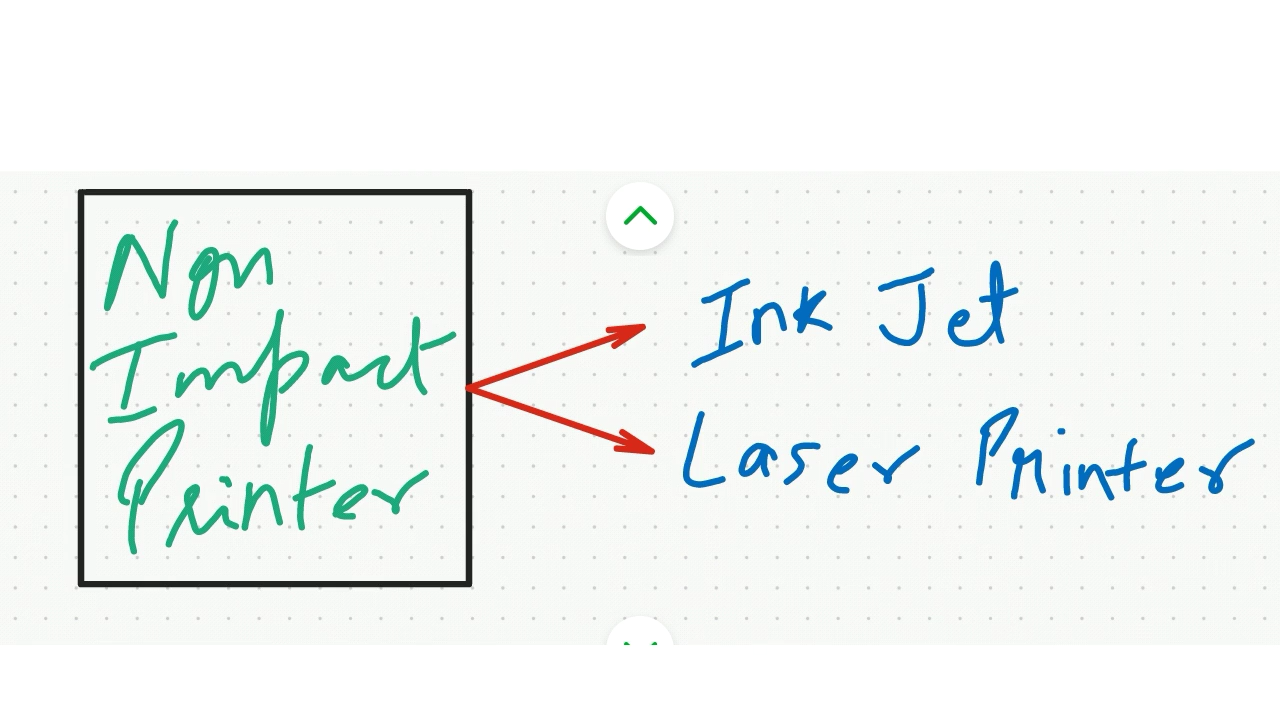 Non
Impact
Printer
Ink Jet
Laser Printer